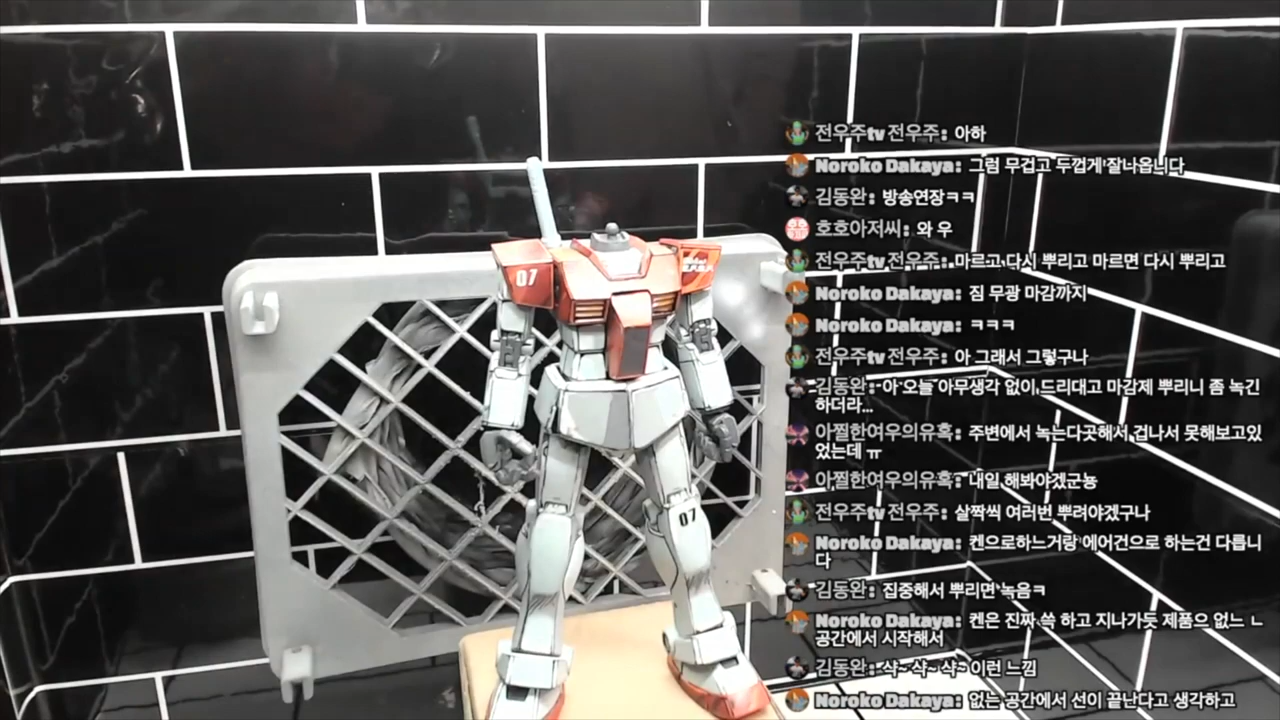 전우주tv 전우주: 아하
Noroko Dakaya: 그럼 무겁고 두껍게 잘나옵니다
김동완: 방송연장ㅋㅋ
호호아저씨: 와 우
전우주tv 전우주: 마르고 다시 뿌리고 마르면 다시 뿌리고
Noroko Dakaya: 짐 무광 마감까지
Noroko Dakaya: ㅋㅋㅋ
전우주tv 전우주: 아 그래서 그렇구나
김동완: 아 오늘 아무생각 없이 드리대고 마감제 뿌리니 좀 녹긴
하더라...
아찔한여우의유혹: 주변에서 녹는다곳해서 겁나서 못해보고있
었는데 ㅠ
아찔한여우의유혹: 내일 해봐야겠군뇽
전우주tv 전우주: 살짝씩 여러번 뿌려야겠구나
Noroko Dakaya: 켄으로하느거랑 에어건으로 하는건 다릅니
다
김동완: 집중해서 뿌리면 녹음ㅋ
Noroko Dakaya: 켄은 진짜 쓱 하고 지나가듯 제품으 없느 ㄴ
공간에서 시작해서
김동완: 샥~ 샥~ 샥~ 이런 느낌
Noroko Dakaya: 없는 공간에서 선이 끝난다고 생각하고
07
07